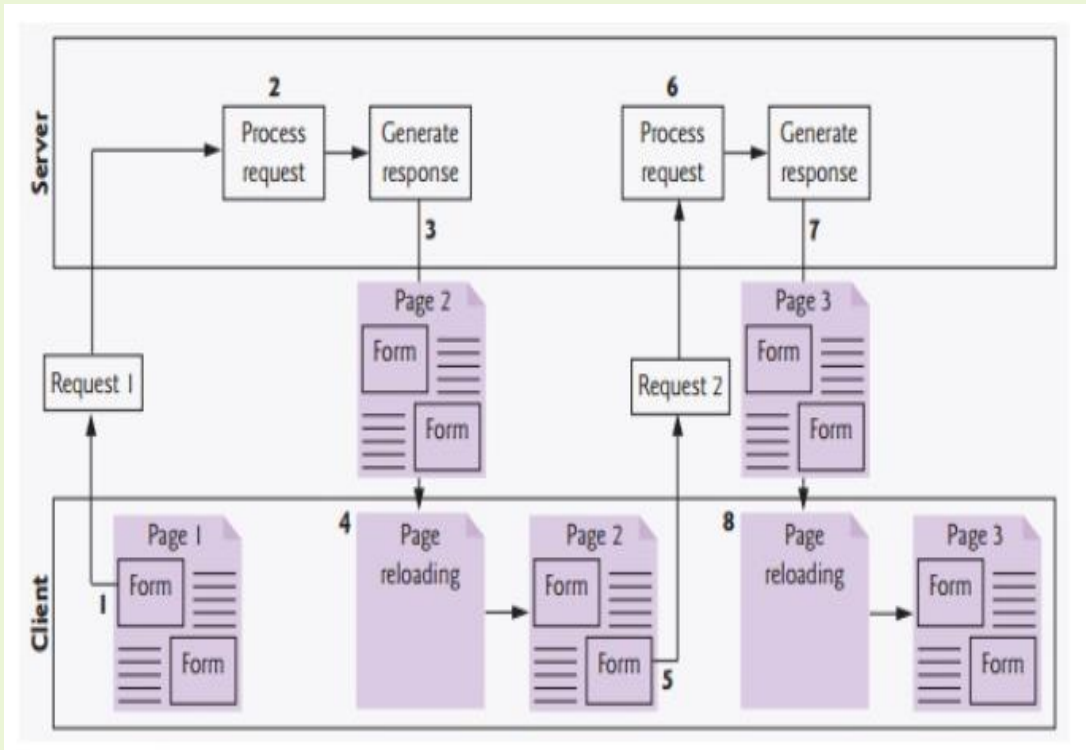 Server
2
Process
request
Generate
response
3
6
Process
request
Generate
response
7
Request 1
Page 2
Form
Form
Request 2
Page 3
Form
Form
Client
Page 1
Form
1
Form
4
Page
reloading
Page 2
Form
Form
5
8
Page
reloading
Page 3
Form
Form